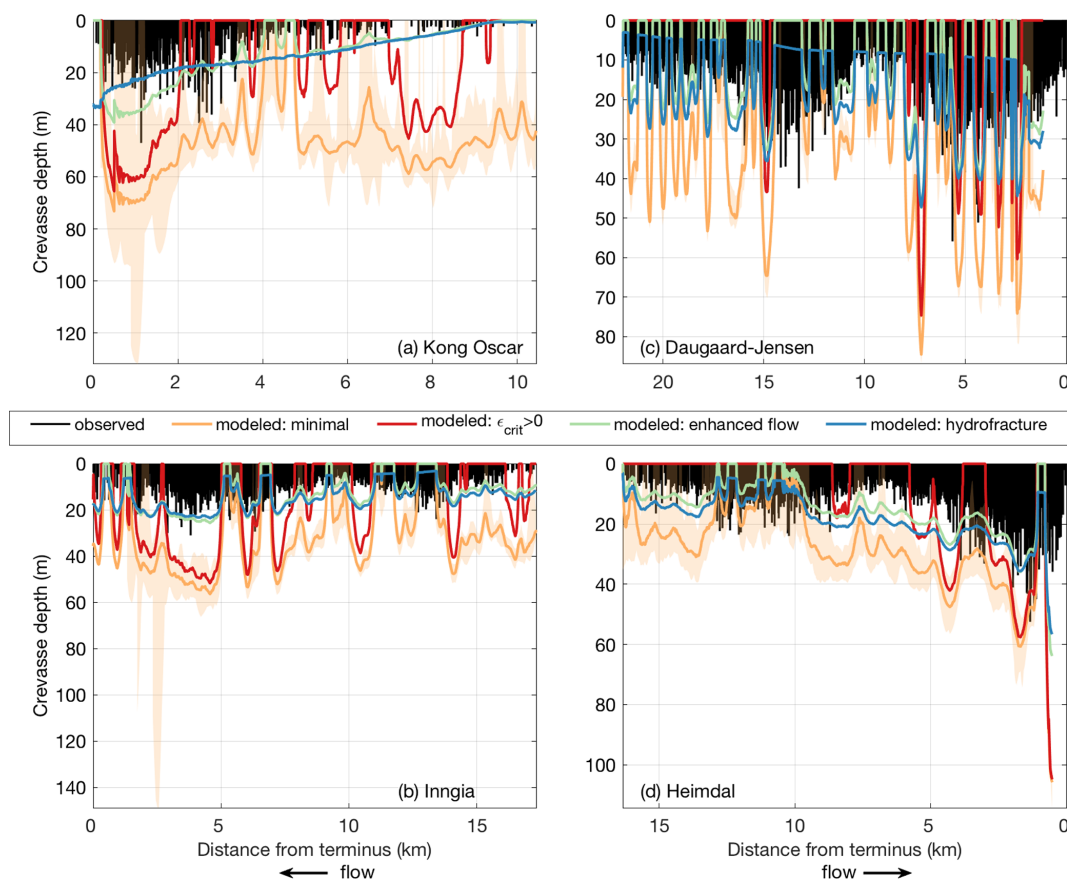 Crevasse depth (m)
0
20
40
60
80
100
120
(a) Kong Oscar
0 2 4 6 8 10
0
10
20
30
40
50
60
70
80
(c) Daugaard-Jensen
20 15 10 5 0
observed modeled: minimal modeled: ϵcrit>0 modeled: enhanced flow modeled: hydrofracture
Crevasse depth (m)
0
20
40
60
80
100
120
140
(b) Inngia
0 5 10 15
Distance from terminus (km)
flow
0
20
40
60
80
100
(d) Heimdal
15 10 5 0
Distance from terminus (km)
flow